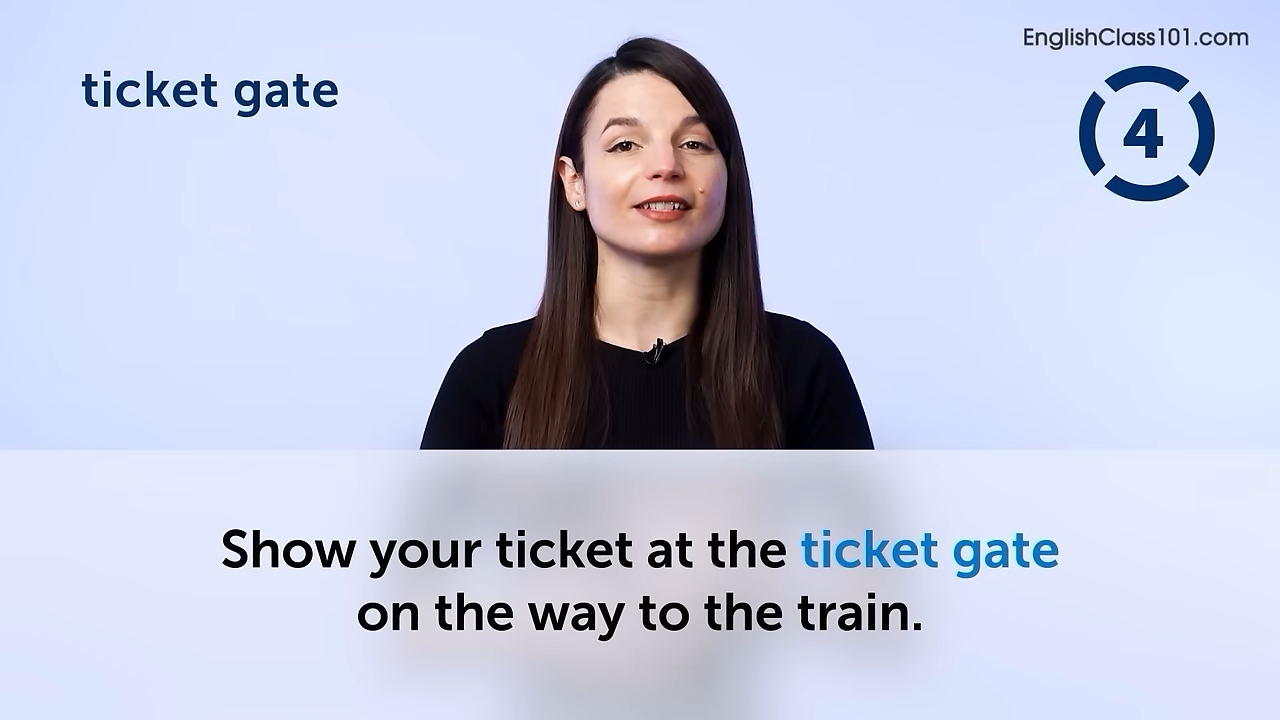 EnglishClass101.com
ticket gate
4
Show your ticket at the ticket gate
on the way to the train.